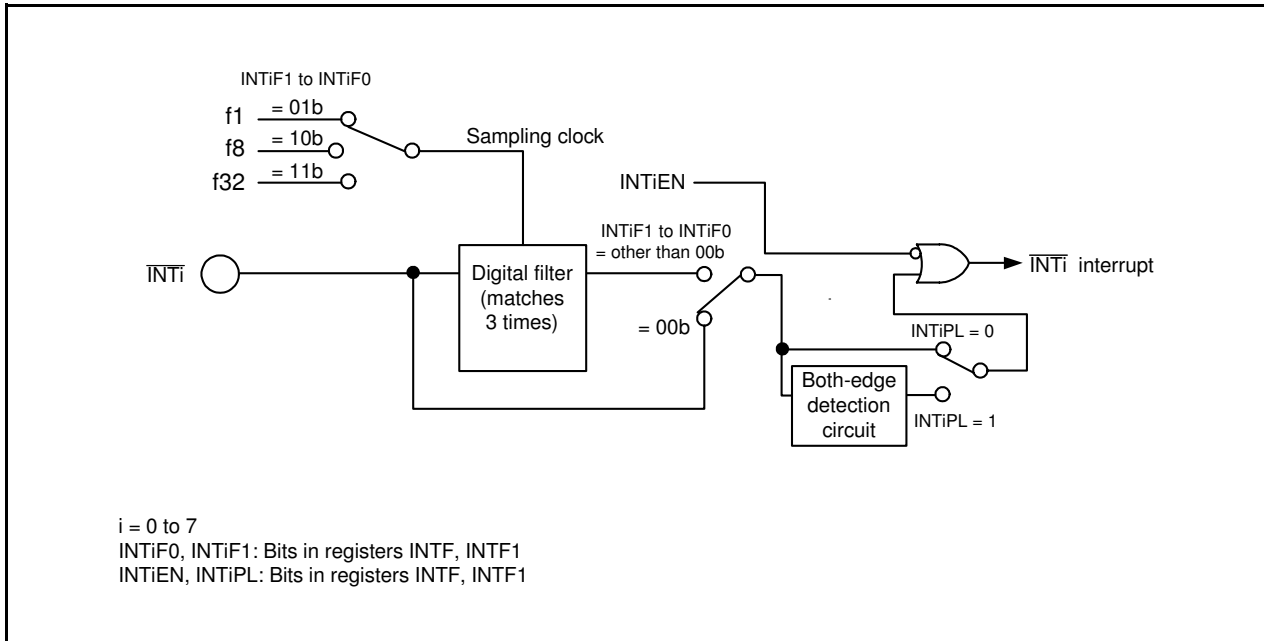 INTiF1 to INTiF0
f1 = 01b
f8 = 10b
f32 = 11b
Sampling clock
INTiEN
INTiF1 to INTiF0
= other than 00b
INTi
Digital filter
(matches
3 times)
= 00b
INTi interrupt
INTiPL = 0
Both-edge
detection
circuit
INTiPL = 1
i = 0 to 7
INTiF0, INTiF1: Bits in registers INTF, INTF1
INTiEN, INTiPL: Bits in registers INTF, INTF1